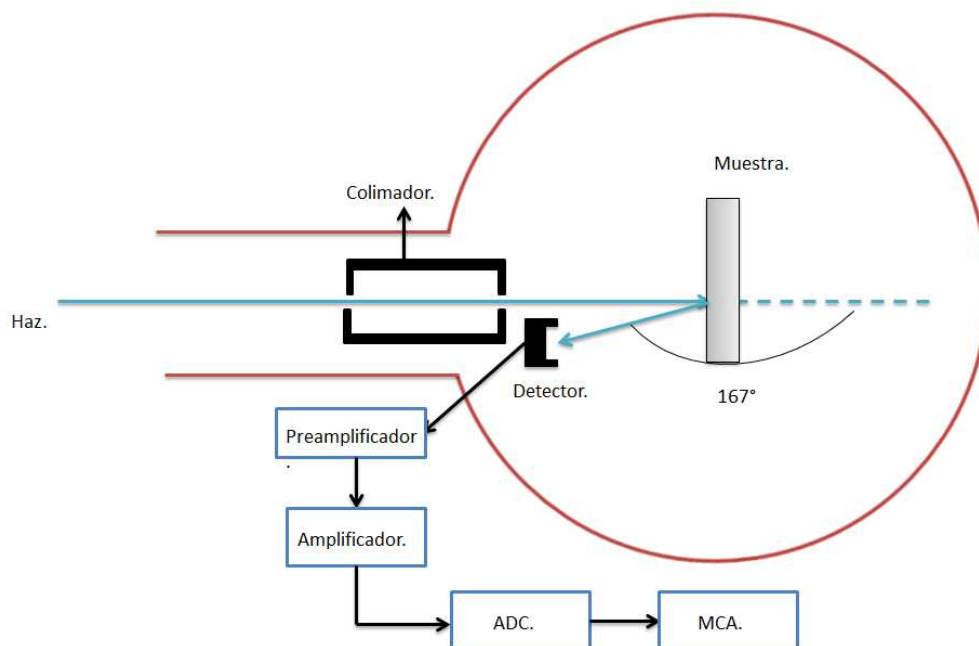 Muestra.
Colimador.
Haz.
Detector.
167°
Preamplificador
.
Amplificador.
ADC.
MCA.